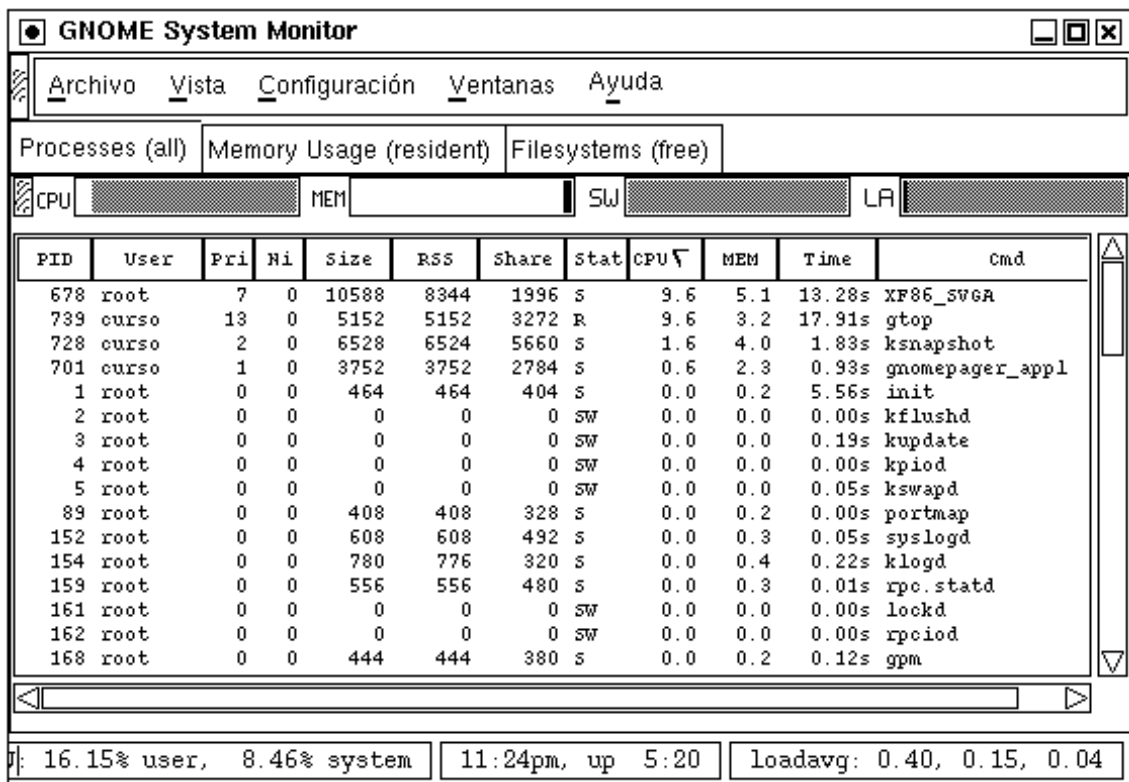 GNOME System Monitor
Archivo Vista Configuración Ventanas Ayuda
Processes (all) Memory Usage (resident) Filesystems (free)
CPU MEM SW LA
PID User Pri Ni Size RSS Share Stat CPU MEM Time Cmd
678 root 7 0 10588 8344 1996 S 9.6 5.1 13.28s XF86_SVGA
739 curso 13 0 5152 5152 3272 R 9.6 3.2 17.91s gtop
728 curso 2 0 6528 6524 5660 S 1.6 4.0 1.83s ksnapshot
701 curso 1 0 3752 3752 2784 S 0.6 2.3 0.93s gnomepager_appl
1 root 0 0 464 464 404 S 0.0 0.2 5.56s init
2 root 0 0 0 0 0 SW 0.0 0.0 0.00s kflushd
3 root 0 0 0 0 0 SW 0.0 0.0 0.19s kupdate
4 root 0 0 0 0 0 SW 0.0 0.0 0.00s kpiod
5 root 0 0 0 0 0 SW 0.0 0.0 0.05s kswapd
89 root 0 0 408 408 328 S 0.0 0.2 0.00s portmap
152 root 0 0 608 608 492 S 0.0 0.3 0.05s syslogd
154 root 0 0 780 776 320 S 0.0 0.4 0.22s klogd
159 root 0 0 556 556 480 S 0.0 0.3 0.01s rpc.statd
161 root 0 0 0 0 0 SW 0.0 0.0 0.00s lockd
162 root 0 0 0 0 0 SW 0.0 0.0 0.00s rpciod
168 root 0 0 444 444 380 S 0.0 0.2 0.12s gpm
: 16.15% user, 8.46% system 11:24pm, up 5:20 loadavg: 0.40, 0.15, 0.04